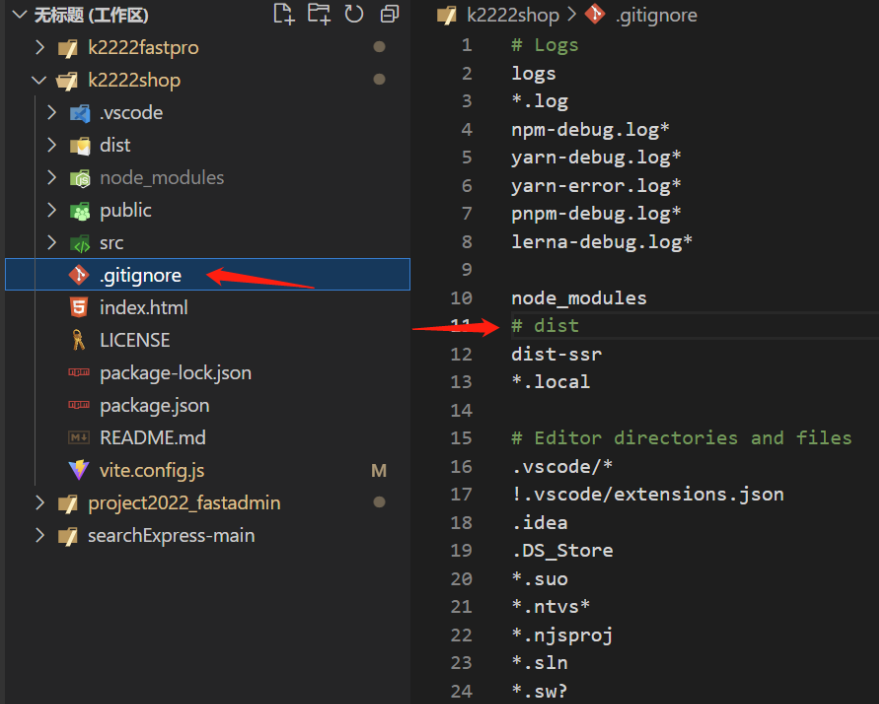 无标题 (工作区)
k2222fastpro
k2222shop
.vscode
dist
node_modules
public
src
.gitignore
index.html
LICENSE
package-lock.json
package.json
README.md
vite.config.js M
project2022_fastadmin
searchExpress-main
k2222shop > .gitignore
1 # Logs
2 logs
3 *.log
4 npm-debug.log*
5 yarn-debug.log*
6 yarn-error.log*
7 pnpm-debug.log*
8 lerna-debug.log*
9
10 node_modules
11 # dist
12 dist-ssr
13 *.local
14
15 # Editor directories and files
16 .vscode/*
17 !.vscode/extensions.json
18 .idea
19 .DS_Store
20 *.suo
21 *.ntvs*
22 *.njsproj
23 *.sln
24 *.sw?